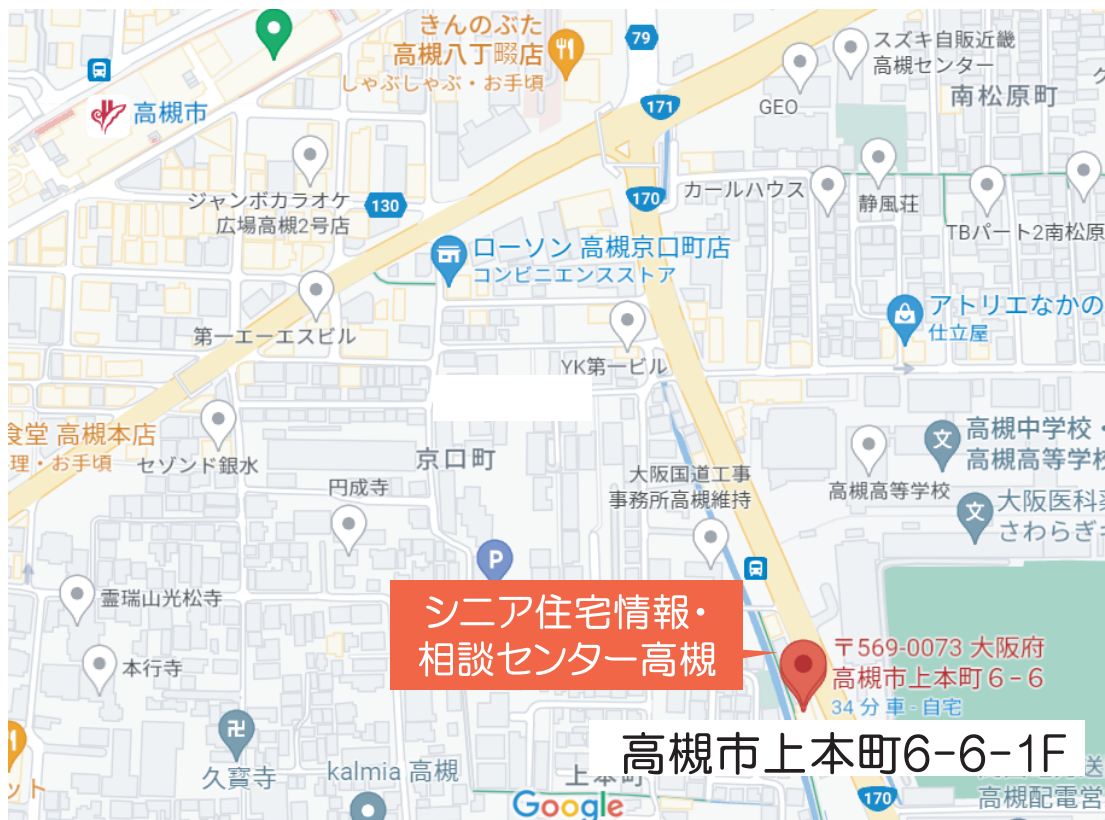 きんのぶた
高槻八丁畷店
しゃぶしゃぶ・お手頃
79
スズキ自販近畿
高槻センター
南松原町
GEO
171
高槻市
ジャンボカラオケ
広場高槻2号店
130
170
カールハウス
静風荘
TBパート2南松原
ローソン 高槻京口町店
コンビニエンスストア
アトリエなかの
仕立屋
第一エーエスビル
YK第一ビル
食堂 高槻本店
理・お手頃
セゾンド銀水
京口町
高槻中学校・
高槻高等学校
大阪国道工事
事務所高槻維持
高槻高等学校
円成寺
大阪医科薬
さわらぎキ
P
霊瑞山光松寺
シニア住宅情報・
相談センター高槻
本行寺
〒569-0073 大阪府
高槻市上本町6-6
34 分 車 - 自宅
高槻市上本町6-6-1F
久寳寺
kalmia 高槻
上本町
ット
Google
170
高槻配電営